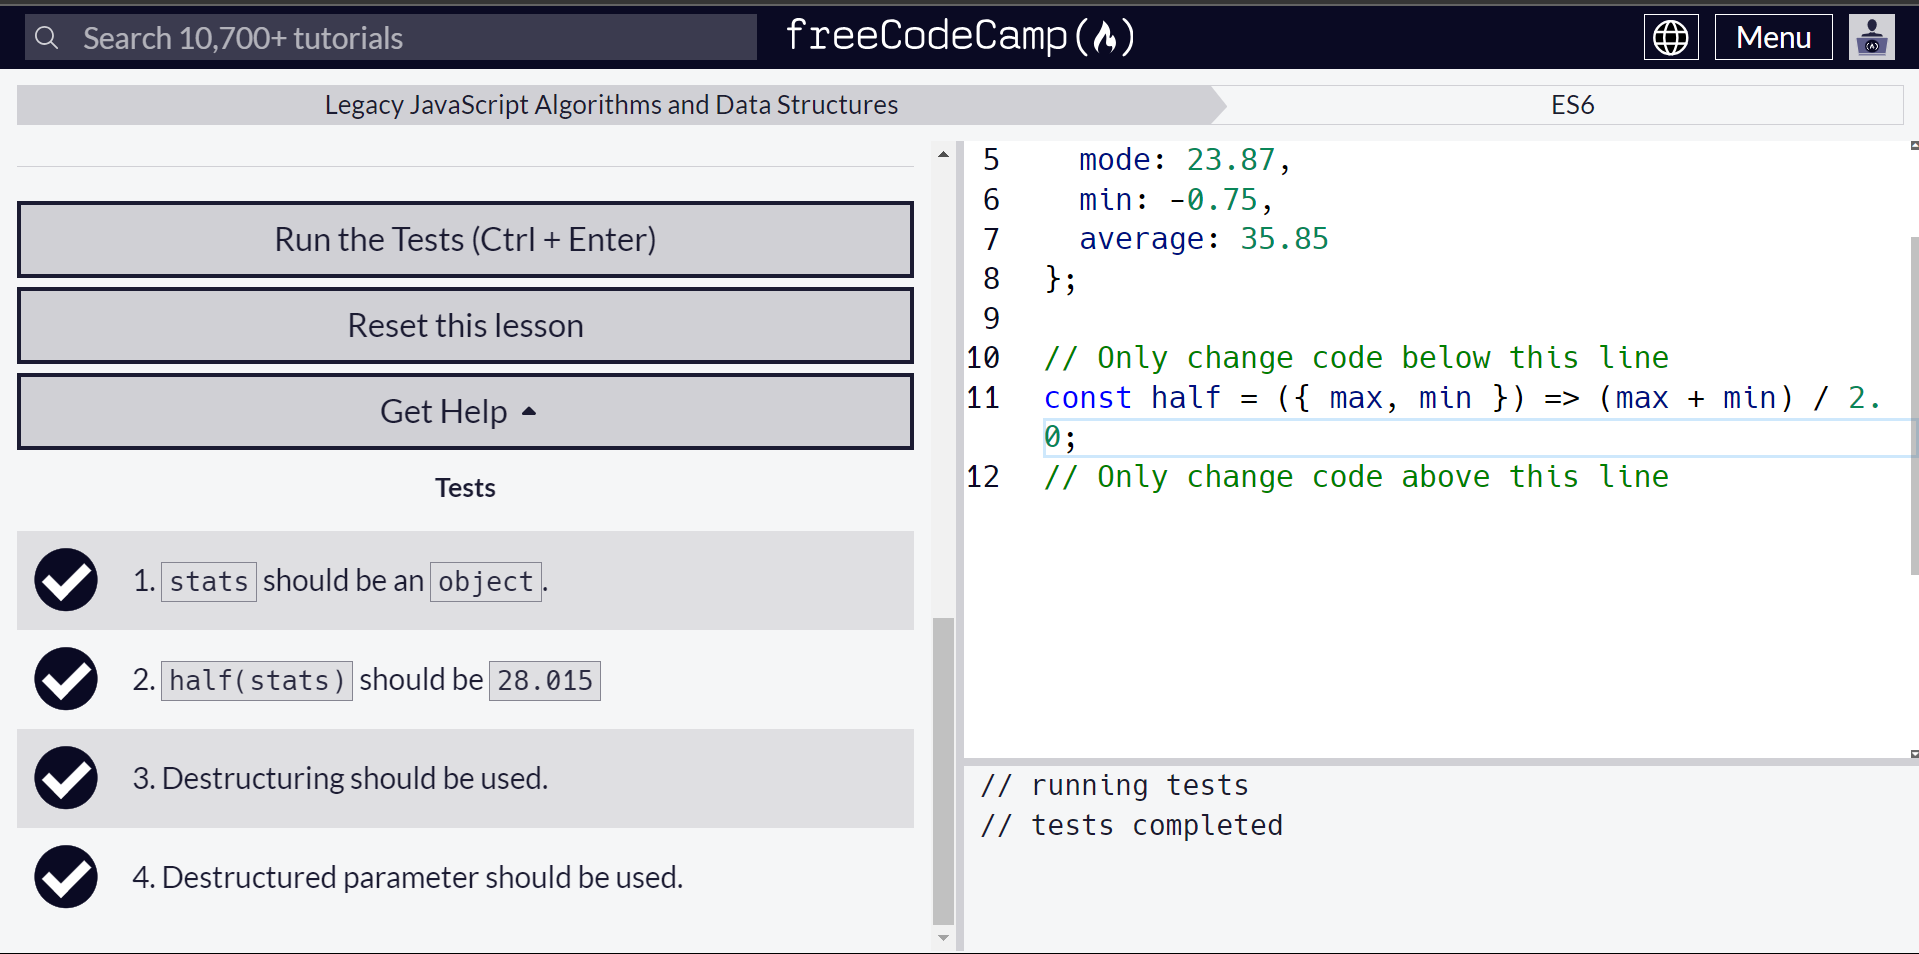 Search 10,700+ tutorials
freeCodeCamp(🔥)
Menu
Legacy JavaScript Algorithms and Data Structures
ES6
Run the Tests (Ctrl + Enter)
Reset this lesson
Get Help
Tests
1. stats should be an object.
2. half(stats) should be 28.015
3. Destructuring should be used.
4. Destructured parameter should be used.
5 mode: 23.87,
6 min: -0.75,
7 average: 35.85
8 };
9
10 // Only change code below this line
11 const half = ({ max, min }) => (max + min) / 2.
0;
12 // Only change code above this line
// running tests
// tests completed